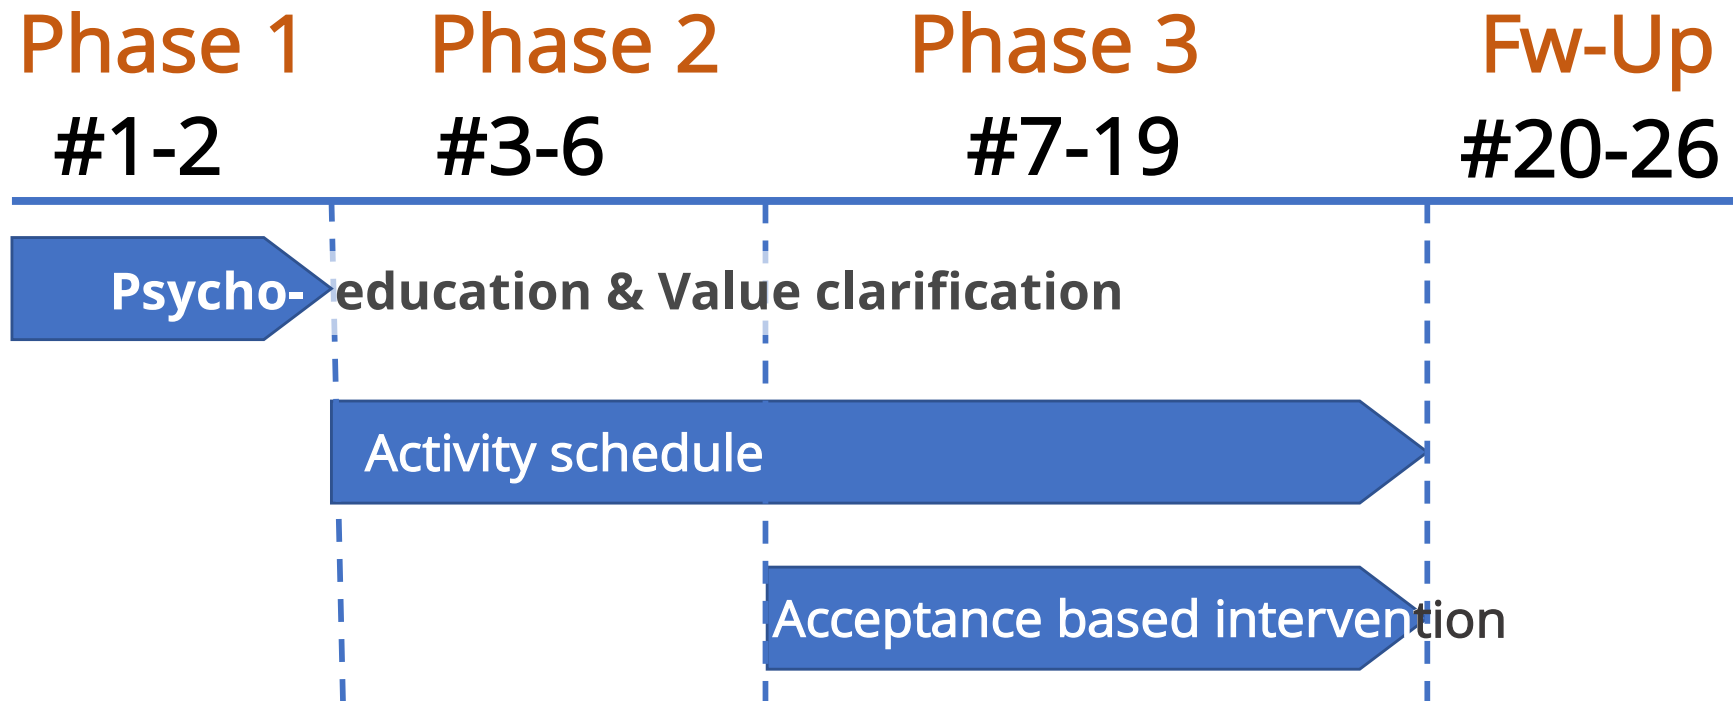 Phase 1 Phase 2 Phase 3 Fw-Up
#1-2 #3-6 #7-19 #20-26
Psycho-education & Value clarification
Activity schedule
Acceptance based intervention